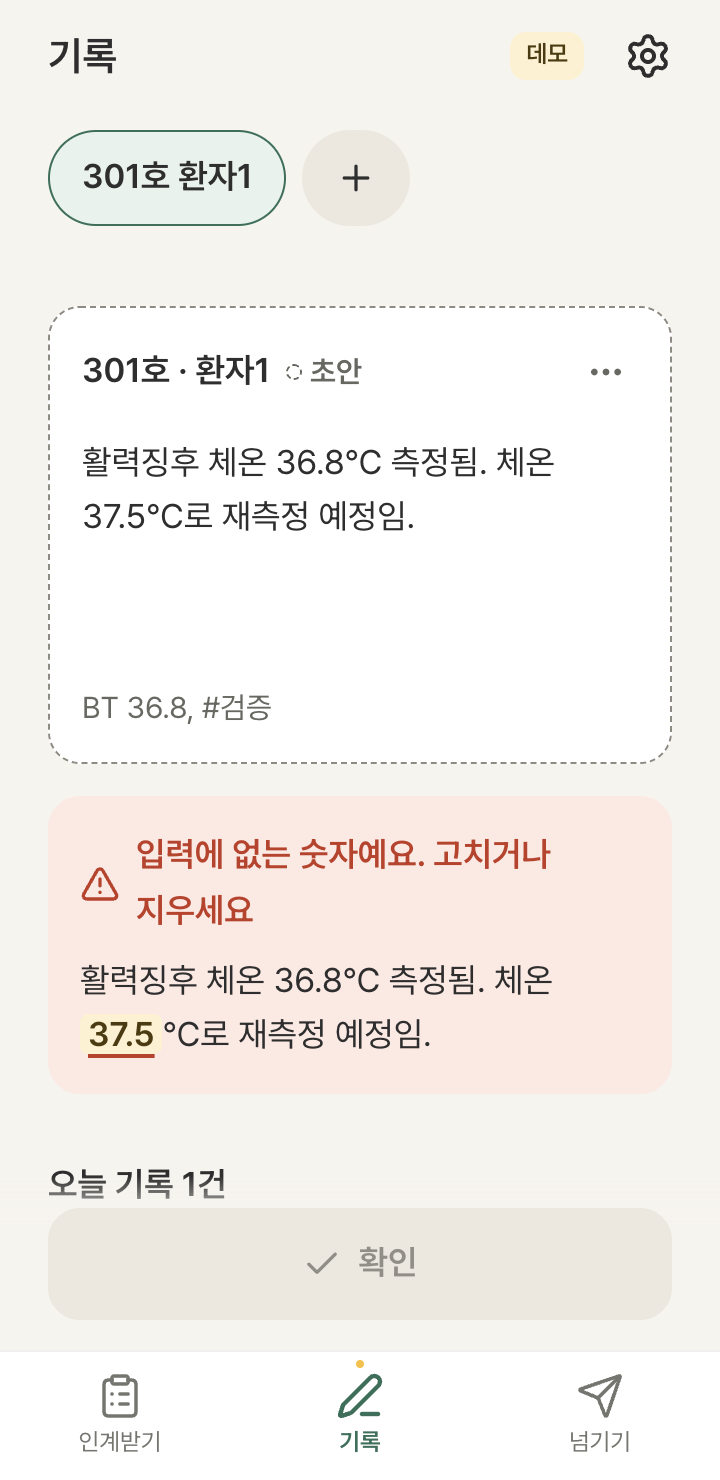 기록
데모
301호 환자1
301호 · 환자1 초안
활력징후 체온 36.8°C 측정됨. 체온
37.5°C로 재측정 예정임.
BT 36.8, #검증
입력에 없는 숫자예요. 고치거나
지우세요
활력징후 체온 36.8°C 측정됨. 체온
37.5°C로 재측정 예정임.
오늘 기록 1건
확인
인계받기
기록
넘기기